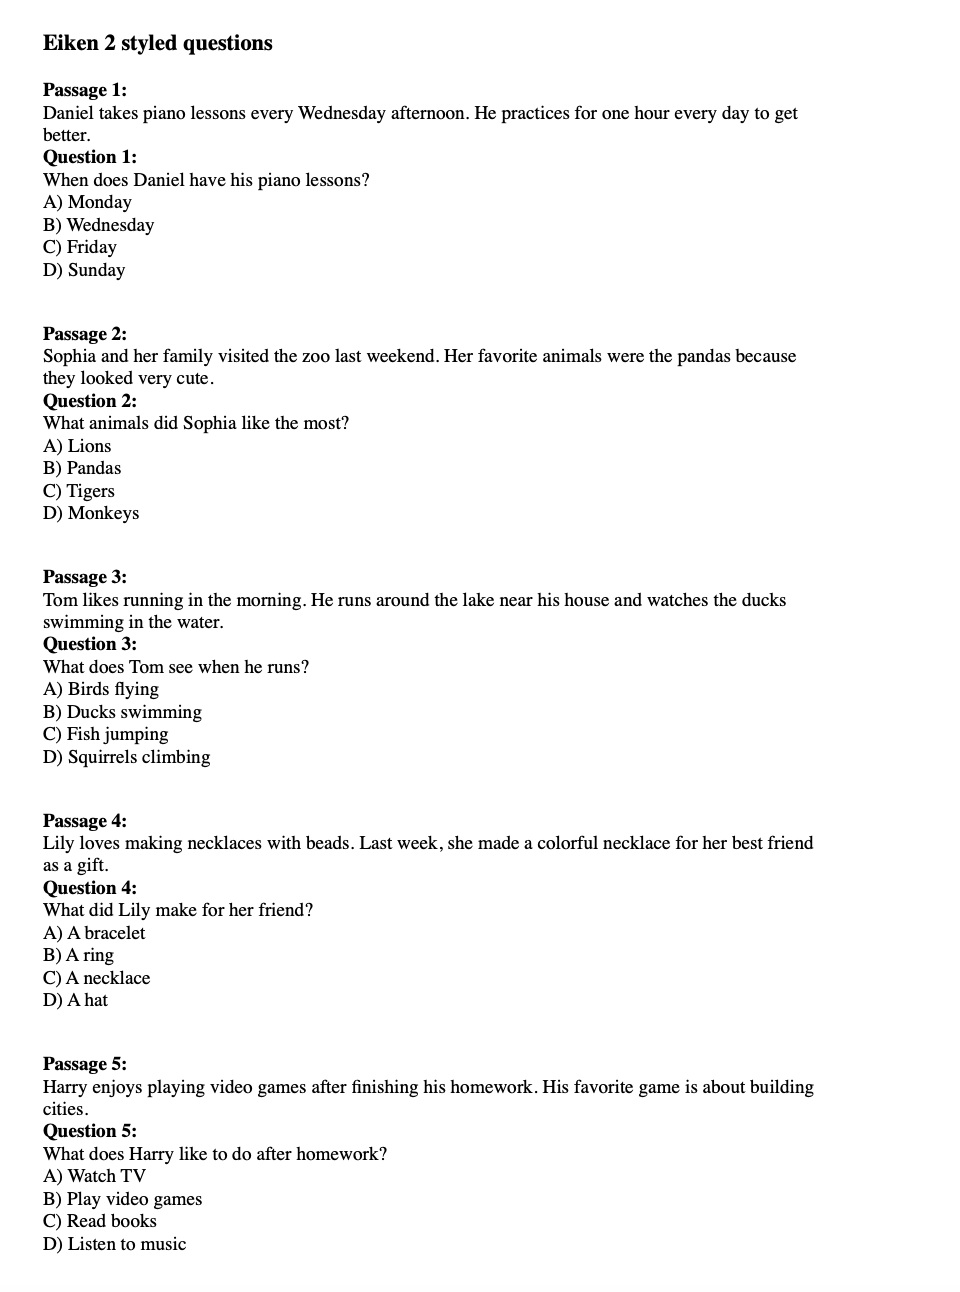 Eiken 2 styled questions
Passage 1:
Daniel takes piano lessons every Wednesday afternoon. He practices for one hour every day to get
better.
Question 1:
When does Daniel have his piano lessons?
A) Monday
B) Wednesday
C) Friday
D) Sunday
Passage 2:
Sophia and her family visited the zoo last weekend. Her favorite animals were the pandas because
they looked very cute.
Question 2:
What animals did Sophia like the most?
A) Lions
B) Pandas
C) Tigers
D) Monkeys
Passage 3:
Tom likes running in the morning. He runs around the lake near his house and watches the ducks
swimming in the water.
Question 3:
What does Tom see when he runs?
A) Birds flying
B) Ducks swimming
C) Fish jumping
D) Squirrels climbing
Passage 4:
Lily loves making necklaces with beads. Last week, she made a colorful necklace for her best friend
as a gift.
Question 4:
What did Lily make for her friend?
A) A bracelet
B) A ring
C) A necklace
D) A hat
Passage 5:
Harry enjoys playing video games after finishing his homework. His favorite game is about building
cities.
Question 5:
What does Harry like to do after homework?
A) Watch TV
B) Play video games
C) Read books
D) Listen to music